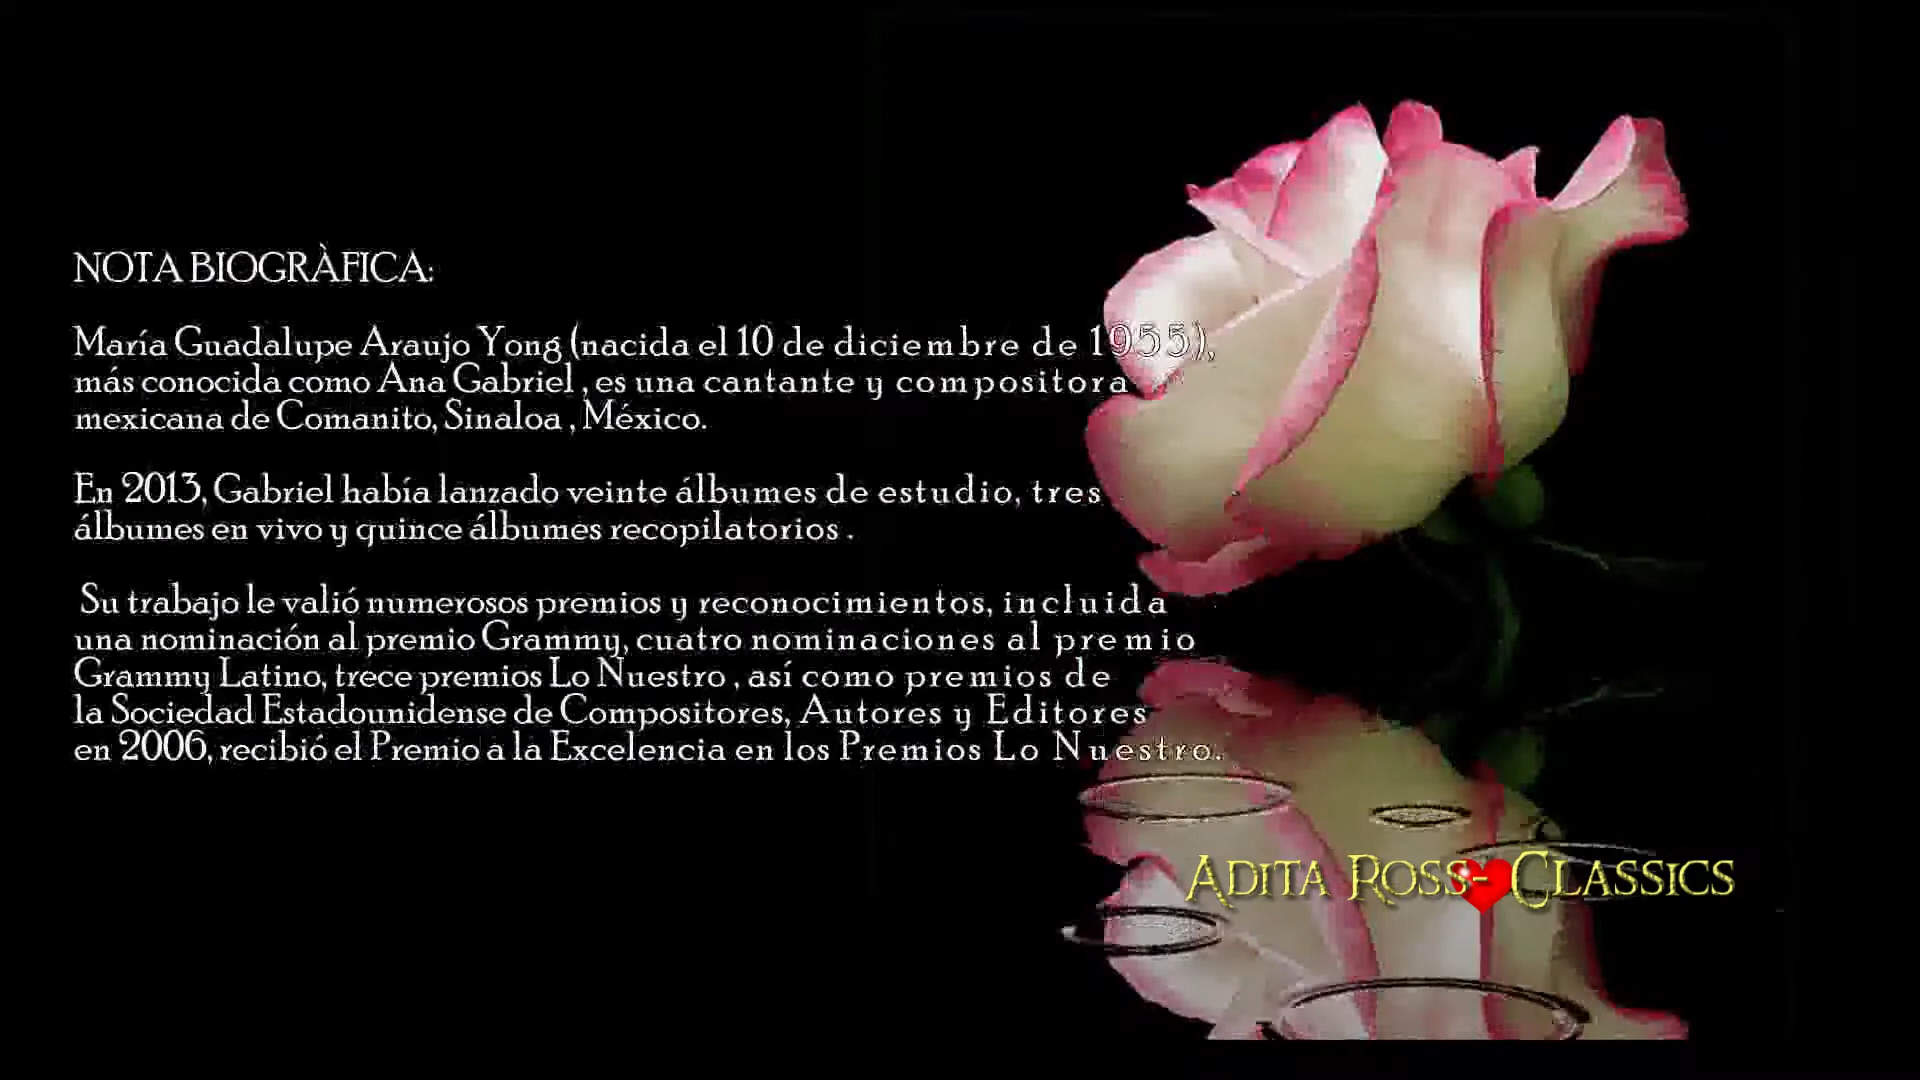 NOTA BIOGRÀFICA:
María Guadalupe Araujo Yong (nacida el 10 de diciembre de 1955),
más conocida como Ana Gabriel , es una cantante y compositora
mexicana de Comanito, Sinaloa , México.
En 2013, Gabriel había lanzado veinte álbumes de estudio, tres
álbumes en vivo y quince álbumes recopilatorios .
Su trabajo le valió numerosos premios y reconocimientos, incluida
una nominación al premio Grammy, cuatro nominaciones al premio
Grammy Latino, trece premios Lo Nuestro , así como premios de
la Sociedad Estadounidense de Compositores, Autores y Editores
en 2006, recibió el Premio a la Excelencia en los Premios Lo Nuestro.
ADITA ROSS- CLASSICS